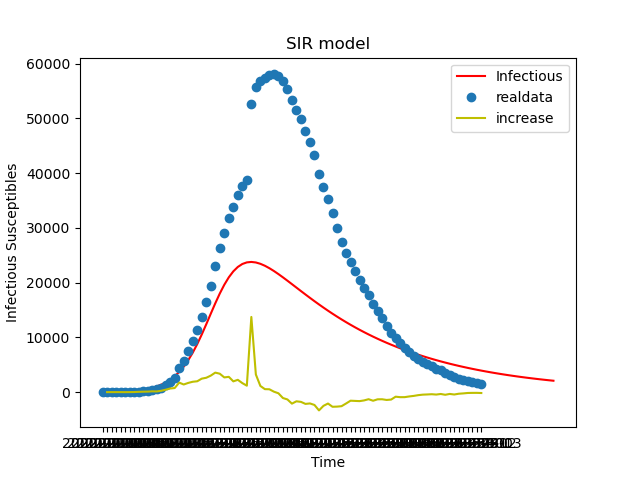 SIR model
Infectious
realdata
increase
60000
50000
40000
30000
20000
10000
0
Infectious Susceptibles
Time